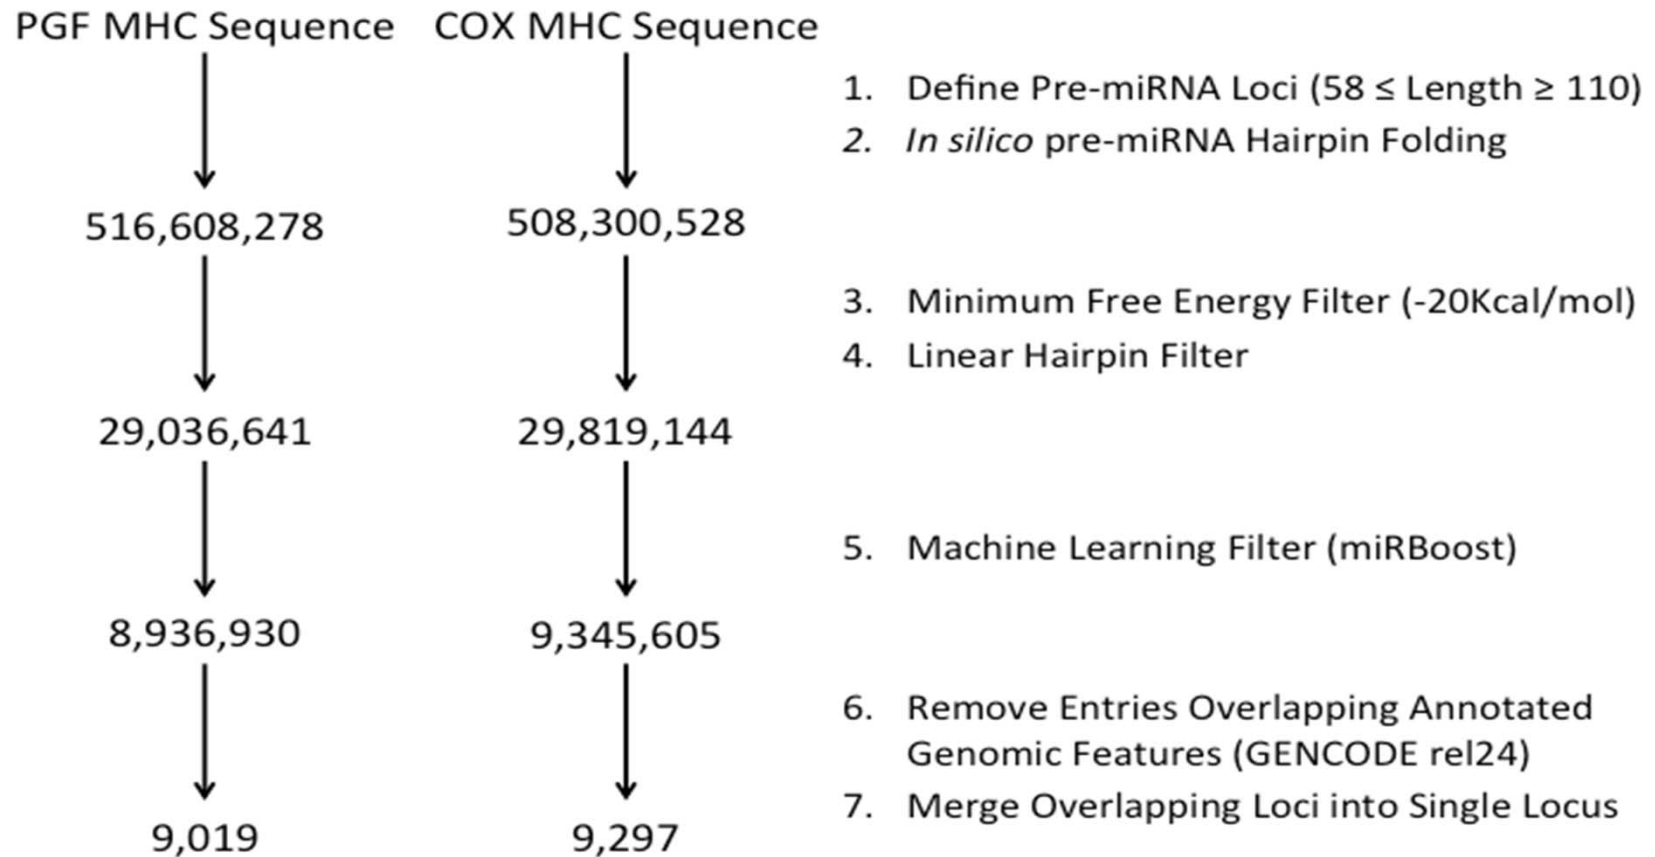 PGF MHC Sequence
COX MHC Sequence
1. Define Pre-miRNA Loci (58 ≤ Length ≥ 110)
2. In silico pre-miRNA Hairpin Folding
516,608,278
508,300,528
3. Minimum Free Energy Filter (-20Kcal/mol)
4. Linear Hairpin Filter
29,036,641
29,819,144
5. Machine Learning Filter (miRBoost)
8,936,930
9,345,605
6. Remove Entries Overlapping Annotated
Genomic Features (GENCODE rel24)
7. Merge Overlapping Loci into Single Locus
9,019
9,297